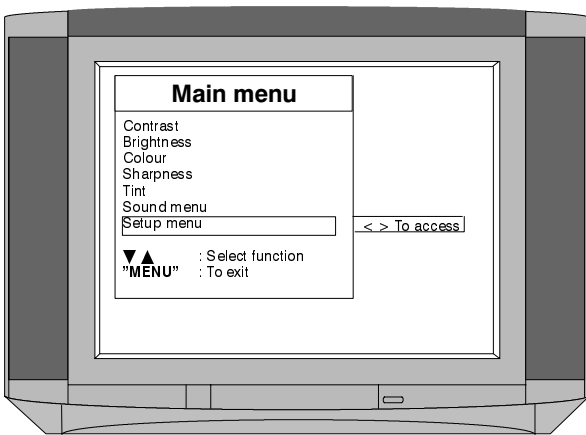 Main menu
Contrast
Brightness
Colour
Sharpness
Tint
Sound menu
Setup menu
< > To access
▼ ▲ : Select function
”MENU” : To exit